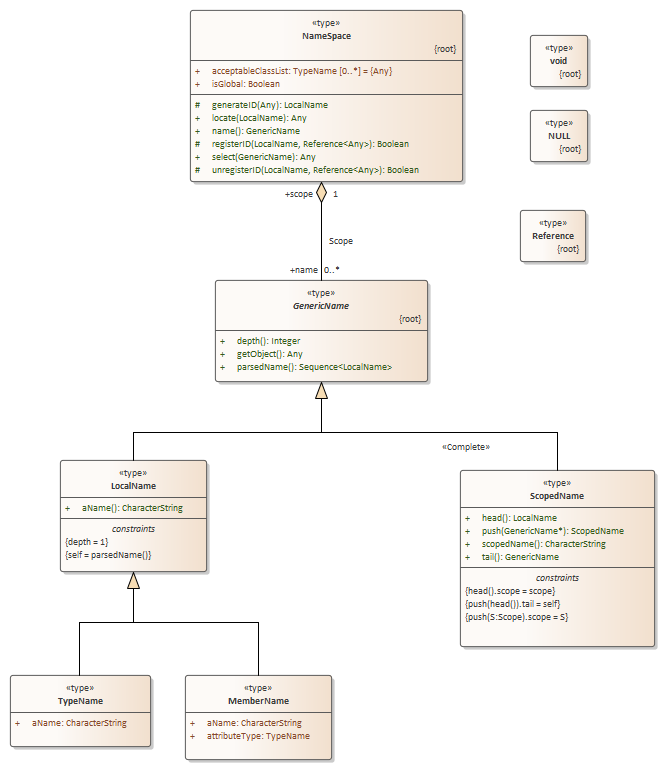 «type»
NameSpace
{root}
+ acceptableClassList: TypeName [0..*] = {Any}
+ isGlobal: Boolean
# generateID(Any): LocalName
+ locate(LocalName): Any
+ name(): GenericName
# registerID(LocalName, Reference<Any>): Boolean
+ select(GenericName): Any
# unregisterID(LocalName, Reference<Any>): Boolean
«type»
void
{root}
«type»
NULL
{root}
«type»
Reference
{root}
+scope 1
Scope
+name 0..*
«type»
GenericName
{root}
+ depth(): Integer
+ getObject(): Any
+ parsedName(): Sequence<LocalName>
«Complete»
«type»
LocalName
+ aName(): CharacterString
constraints
{depth = 1}
{self = parsedName()}
«type»
ScopedName
+ head(): LocalName
+ push(GenericName*): ScopedName
+ scopedName(): CharacterString
+ tail(): GenericName
constraints
{head().scope = scope}
{push(head()).tail = self}
{push(S:Scope).scope = S}
«type»
TypeName
+ aName: CharacterString
«type»
MemberName
+ aName: CharacterString
+ attributeType: TypeName